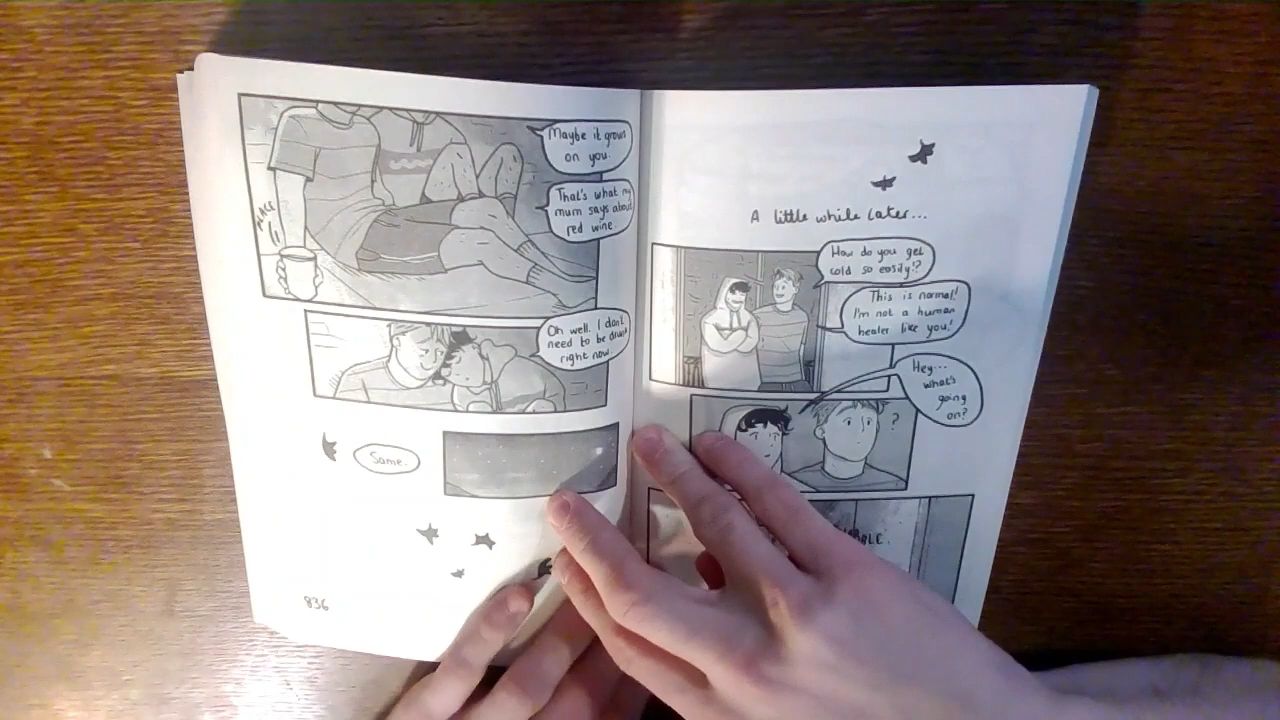 Maybe it grows
on you.
That's what my
mum says about
red wine.
PLACE
Oh well. I don't
need to be drunk
right now.
Same.
836
A little while later...
How do you get
cold so easily!?
This is normal!
I'm not a human
heater like you!
Hey...
what's
going
on?
?